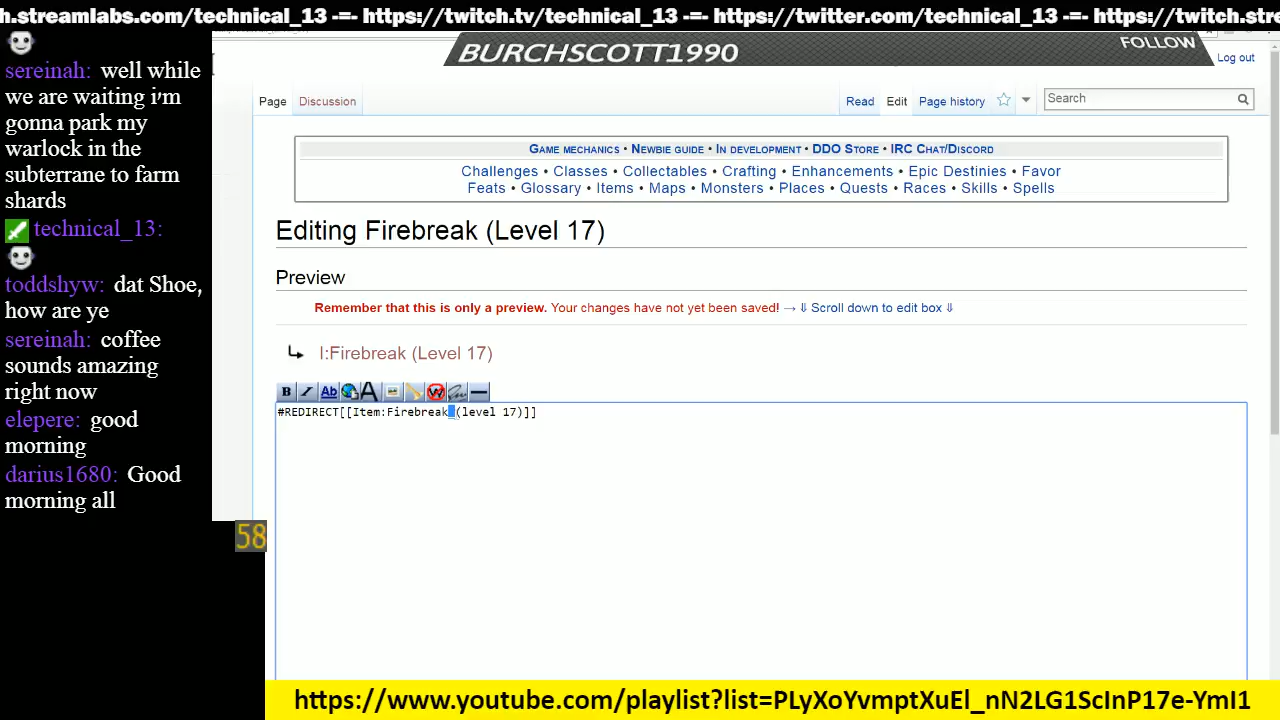 h.streamlabs.com/technical_13 -=- https://twitch.tv/technical_13 -=- https://twitter.com/technical_13 -=- https://twitch.stre
sereinah: well while
we are waiting i'm
gonna park my
warlock in the
subterrane to farm
shards
technical_13:
toddshyw: dat Shoe,
how are ye
sereinah: coffee
sounds amazing
right now
elepere: good
morning
darius1680: Good
morning all
58
BURCHSCOTT1990
FOLLOW
Log out
Page Discussion Read Edit Page history Search
Game mechanics • Newbie guide • In development • DDO Store • IRC Chat/Discord
Challenges • Classes • Collectables • Crafting • Enhancements • Epic Destinies • Favor
Feats • Glossary • Items • Maps • Monsters • Places • Quests • Races • Skills • Spells
Editing Firebreak (Level 17)
Preview
Remember that this is only a preview. Your changes have not yet been saved! → ⇓ Scroll down to edit box ⇓
I:Firebreak (Level 17)
B I Ab A W
#REDIRECT[[Item:Firebreak (level 17)]]
https://www.youtube.com/playlist?list=PLyXoYvmptXuEl_nN2LG1ScInP17e-YmI1